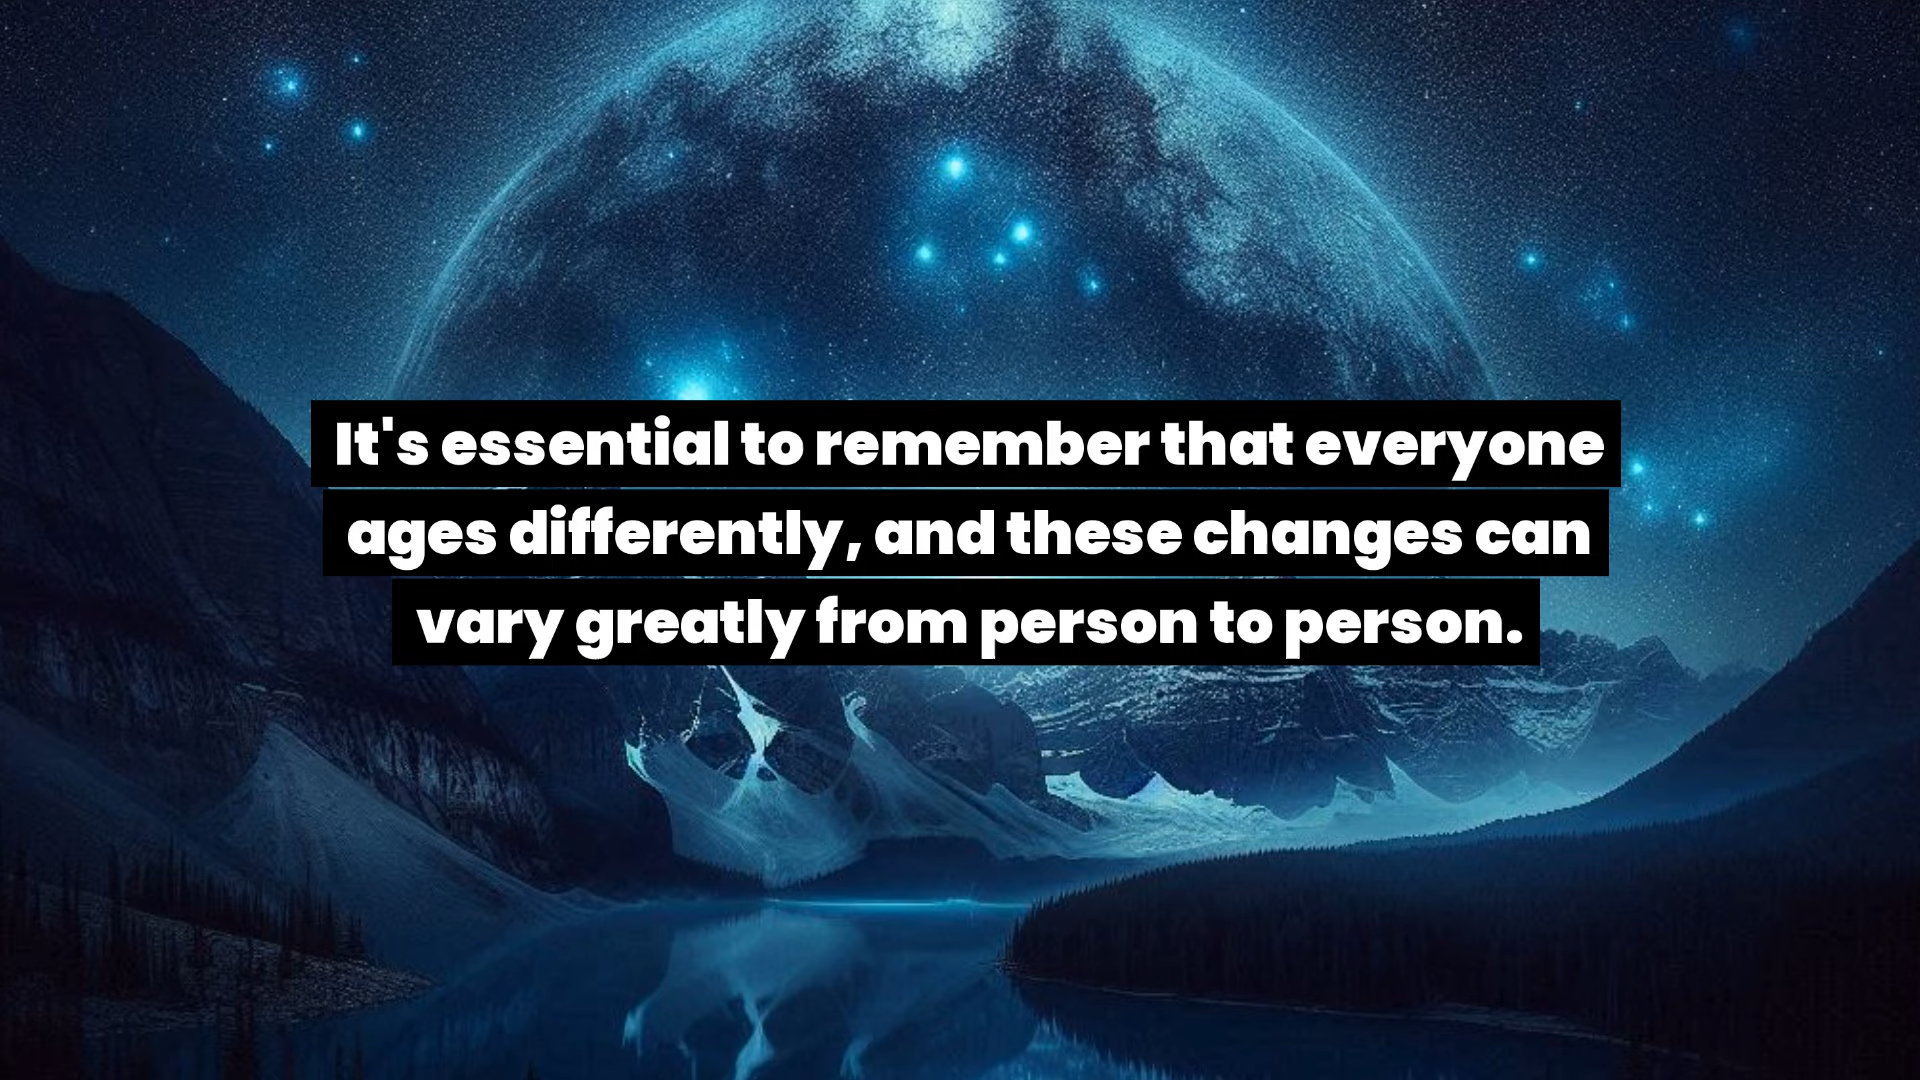 It's essential to remember that everyone
ages differently, and these changes can
vary greatly from person to person.